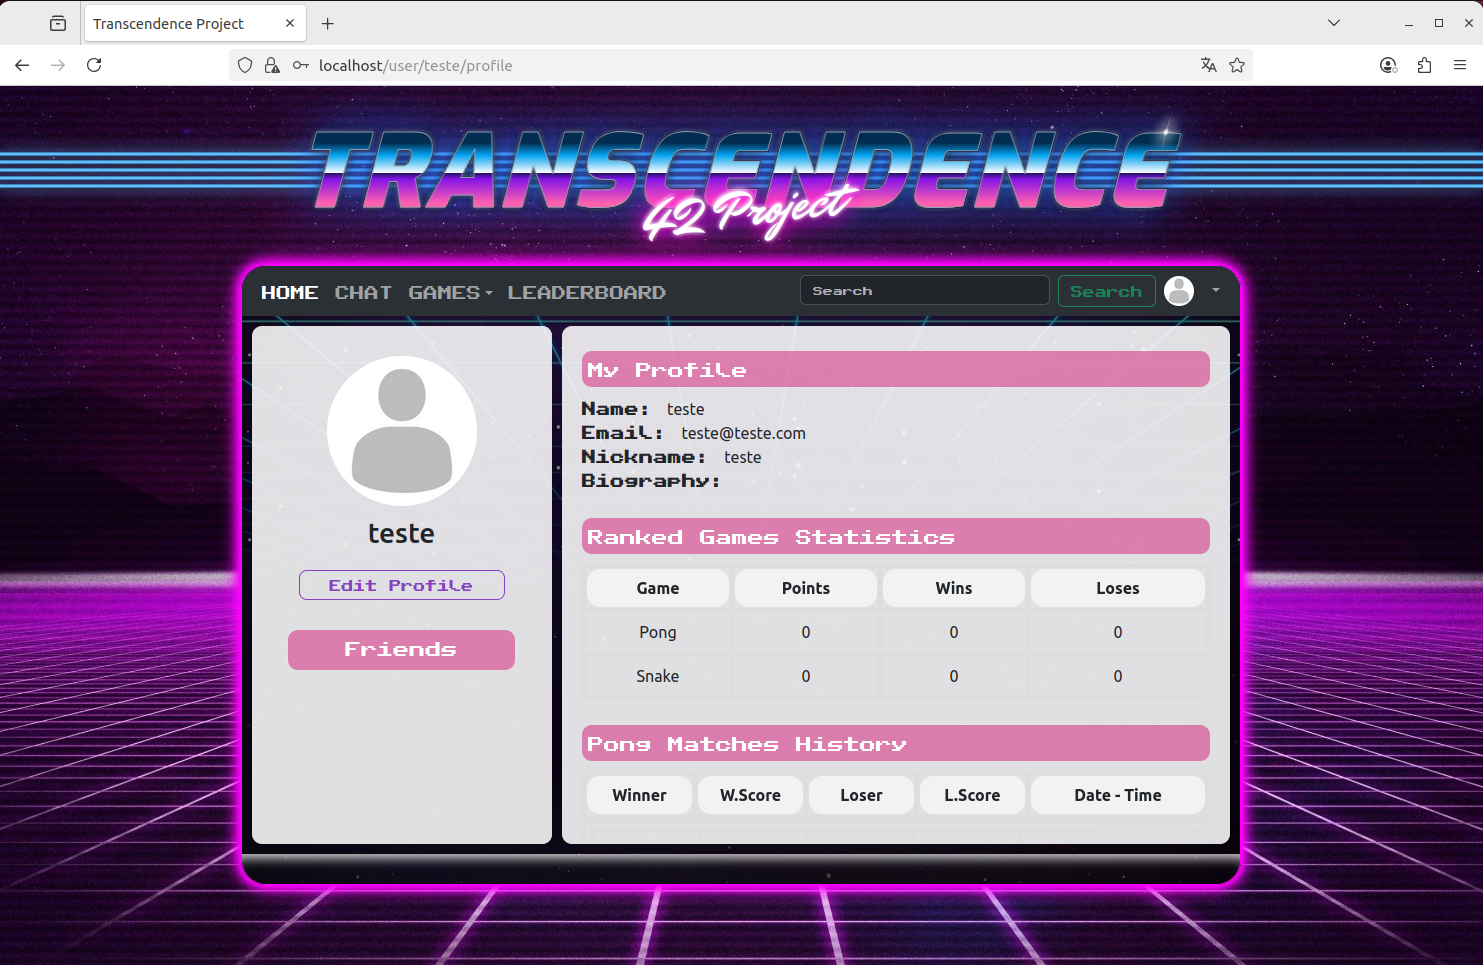 Transcendence Project
localhost/user/teste/profile
TRANSCENDENCE
42 Project
HOME CHAT GAMES LEADERBOARD Search Search
teste
Edit Profile
Friends
My Profile
Name: teste
Email: teste@teste.com
Nickname: teste
Biography:
Ranked Games Statistics
Game Points Wins Loses
Pong 0 0 0
Snake 0 0 0
Pong Matches History
Winner W.Score Loser L.Score Date - Time